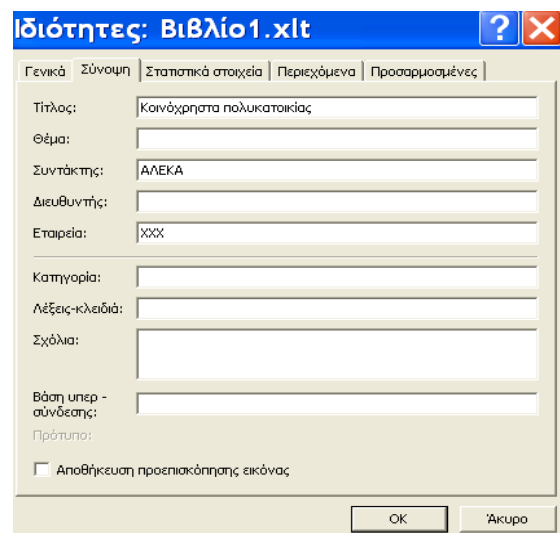 Ιδιότητες: Βιβλίο1.xlt
Γενικά Σύνοψη Στατιστικά στοιχεία Περιεχόμενα Προσαρμοσμένες
Τίτλος: Κοινόχρηστα πολυκατοικίας
Θέμα:
Συντάκτης: ΑΛΕΚΑ
Διευθυντής:
Εταιρεία: XXX
Κατηγορία:
Λέξεις-κλειδιά:
Σχόλια:
Βάση υπερ -
σύνδεσης:
Πρότυπο:
Αποθήκευση προεπισκόπησης εικόνας
OK Άκυρο